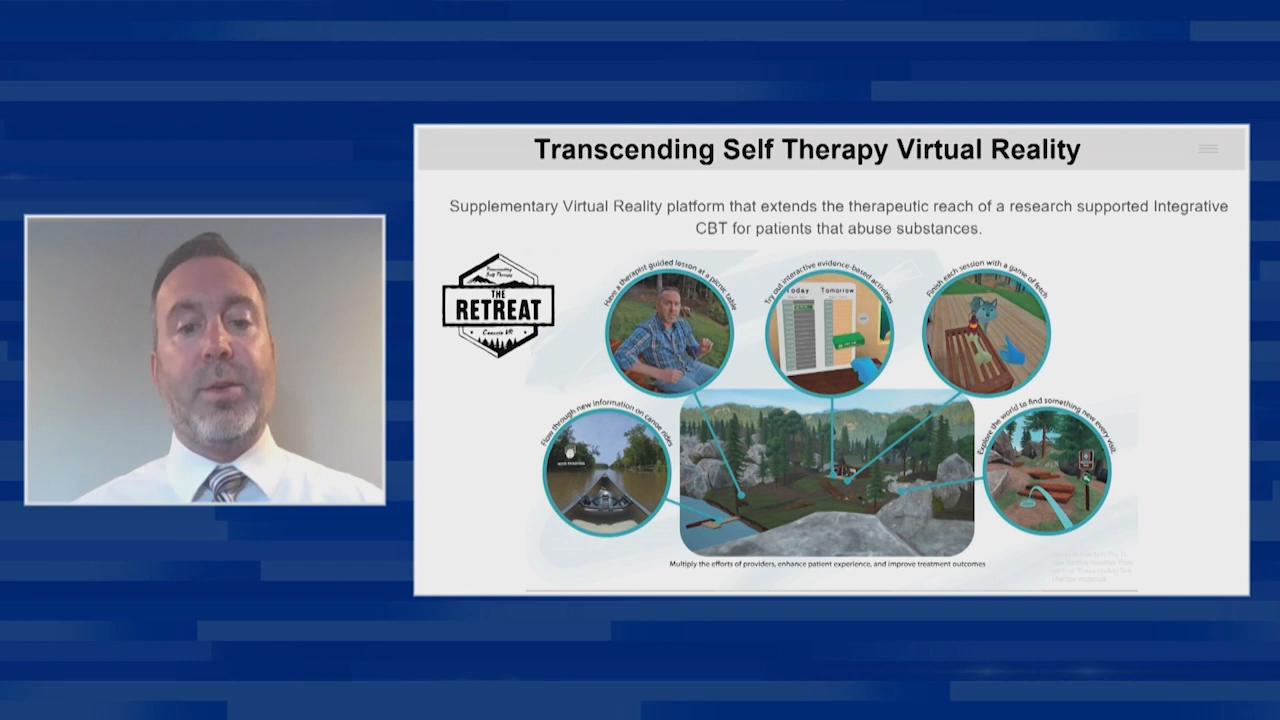 Transcending Self Therapy Virtual Reality
Supplementary Virtual Reality platform that extends the therapeutic reach of a research supported Integrative
CBT for patients that abuse substances.
Transcending
Self Therapy
THE
RETREAT
Have a therapist guided lesson at a picnic table
Try out interactive evidence-based activities
Today Tomorrow
Finish each session with a game of fetch
Flow through new information on canoe rides
Explore the world to find something new every visit
Multiply the efforts of providers, enhance patient experience, and improve treatment outcomes